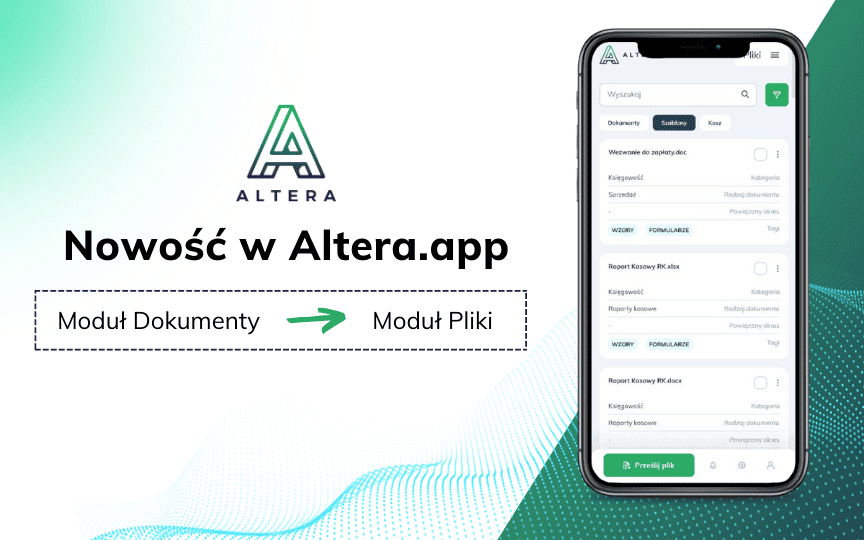 ALTERA
Nowość w Altera.app
Moduł Dokumenty
Moduł Pliki
Pliki
Wyszukaj
Dokumenty
Szablony
Kosz
Wezwanie do zapłaty.doc
Księgowość
Kategoria
Sprzedaż
Rodzaj dokumentu
-
Powiązany okres
WZORY
FORMULARZE
Tagi
Raport Kasowy RK.xlsx
Księgowość
Kategoria
Raporty kasowe
Rodzaj dokumentu
-
Powiązany okres
WZORY
FORMULARZE
Tagi
Raport Kasowy RK.docx
Księgowość
Kategoria
Raporty kasowe
Rodzaj dokumentu
-
Powiązany okres
Prześlij plik